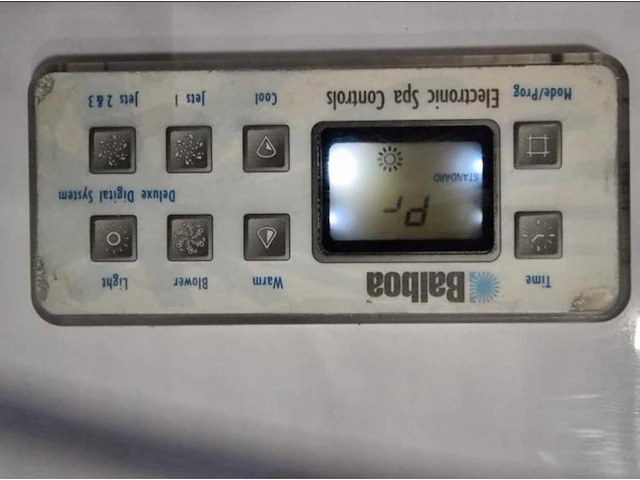 Balboa
Time
Warm
Blower
Light
Pr
STANDARD
Deluxe Digital System
Mode/Prog
Electronic Spa Controls
Cool
Jets 1
Jets 2 & 3